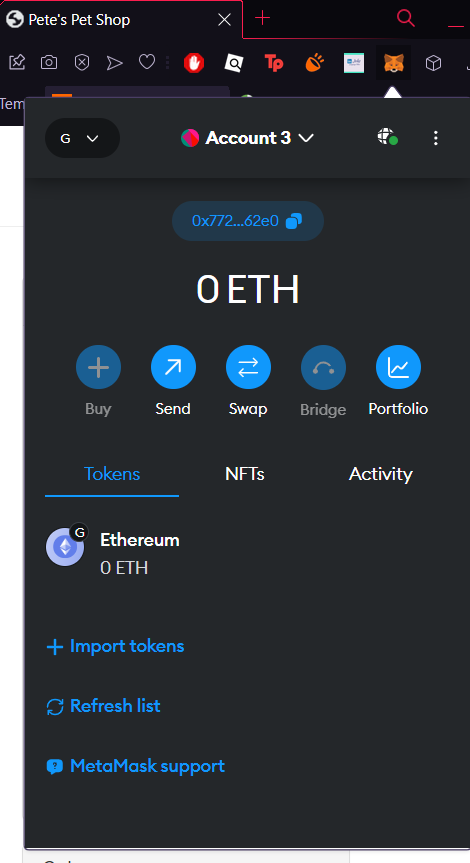 Pete's Pet Shop
Tp
Tem
G
Account 3
0x772...62e0
0 ETH
Buy
Send
Swap
Bridge
Portfolio
Tokens
NFTs
Activity
G
Ethereum
0 ETH
Import tokens
Refresh list
MetaMask support